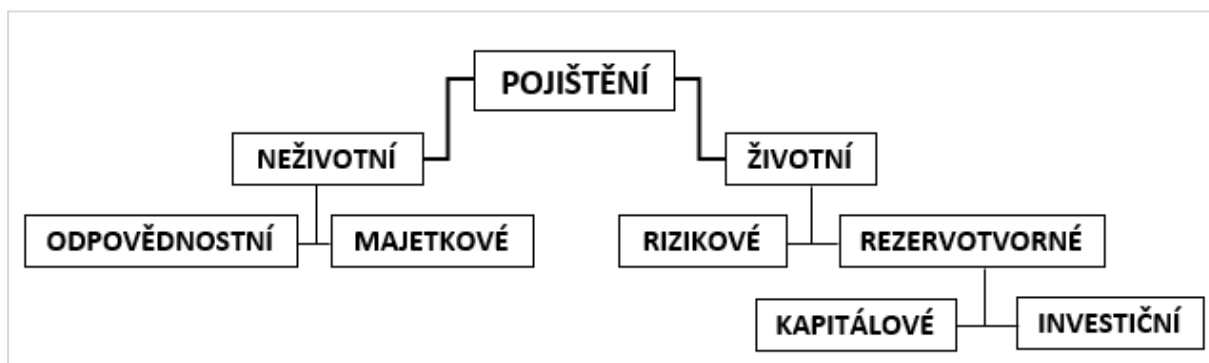 POJIŠTĚNÍ
NEŽIVOTNÍ
ŽIVOTNÍ
ODPOVĚDNOSTNÍ
MAJETKOVÉ
RIZIKOVÉ
REZERVOTVORNÉ
KAPITÁLOVÉ
INVESTIČNÍ